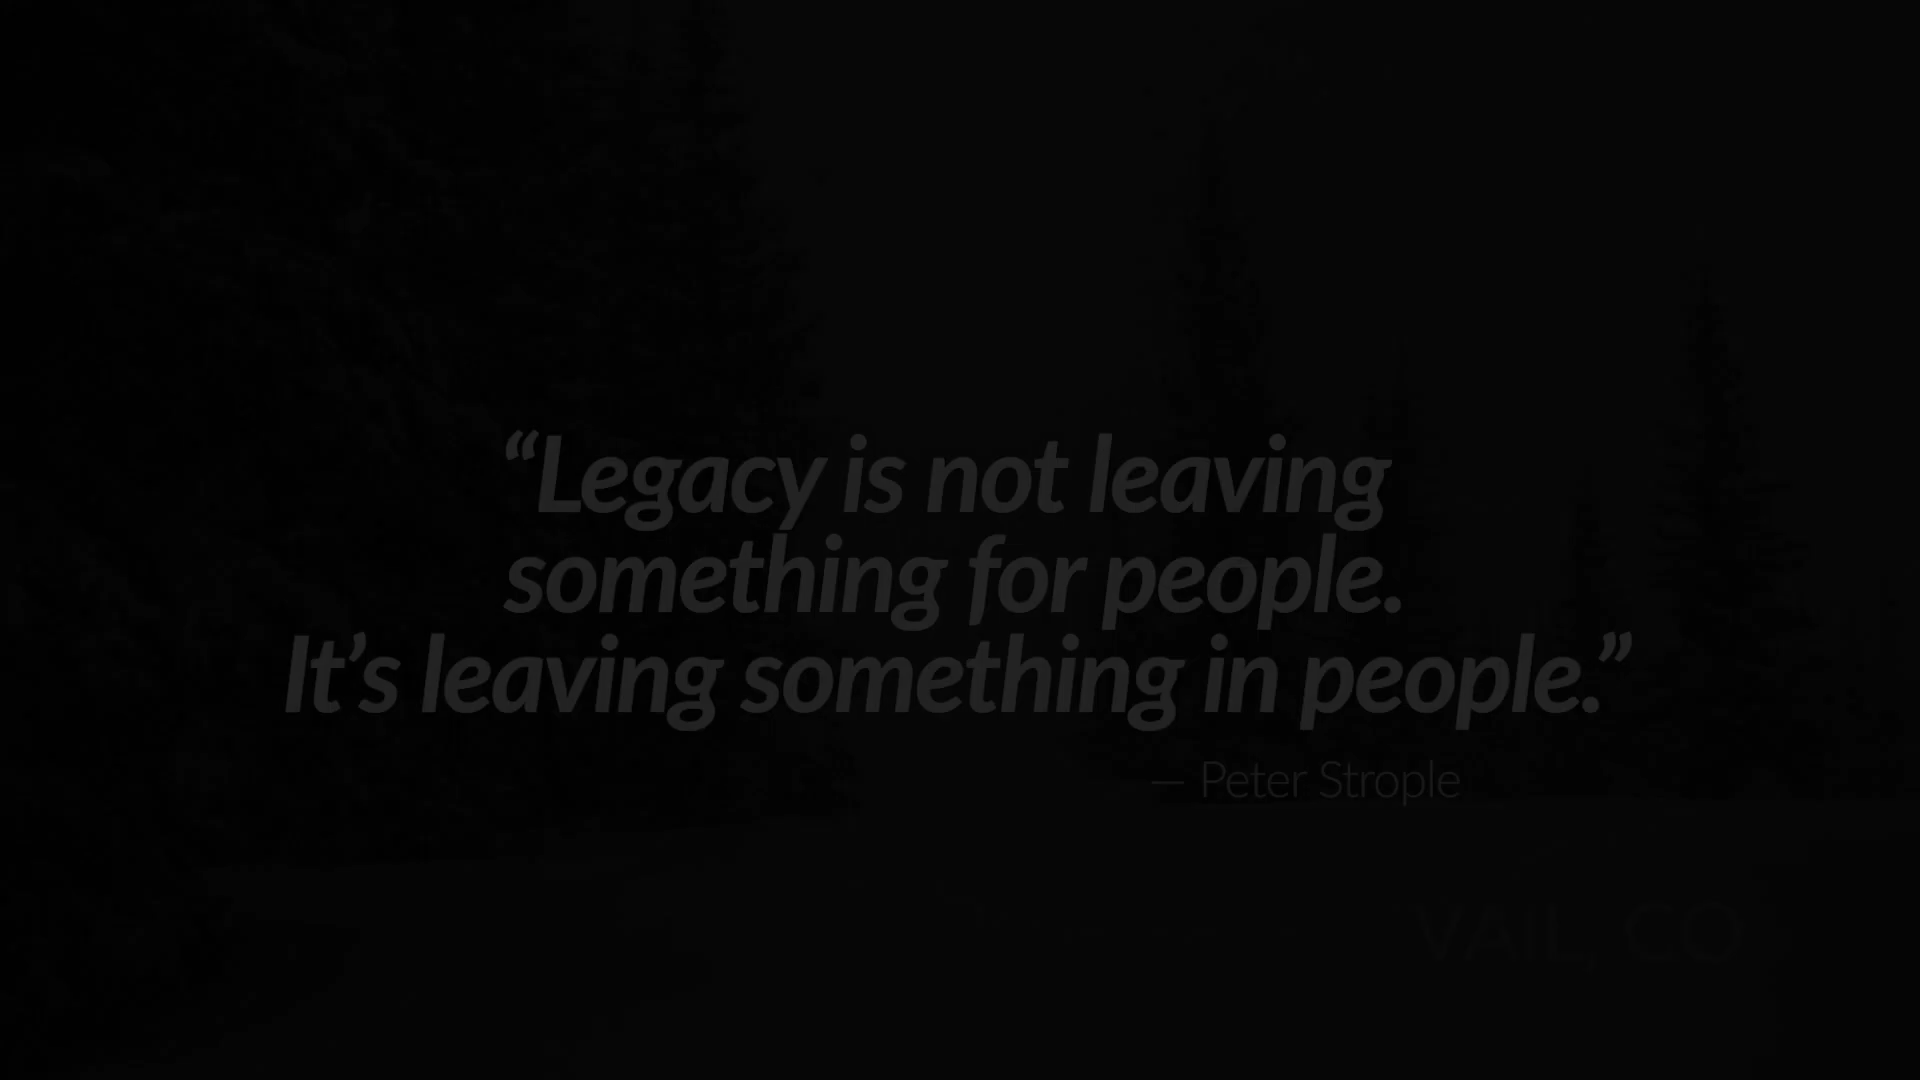 “Legacy is not leaving
something for people.
It’s leaving something in people.”
— Peter Strople
VAIL, CO